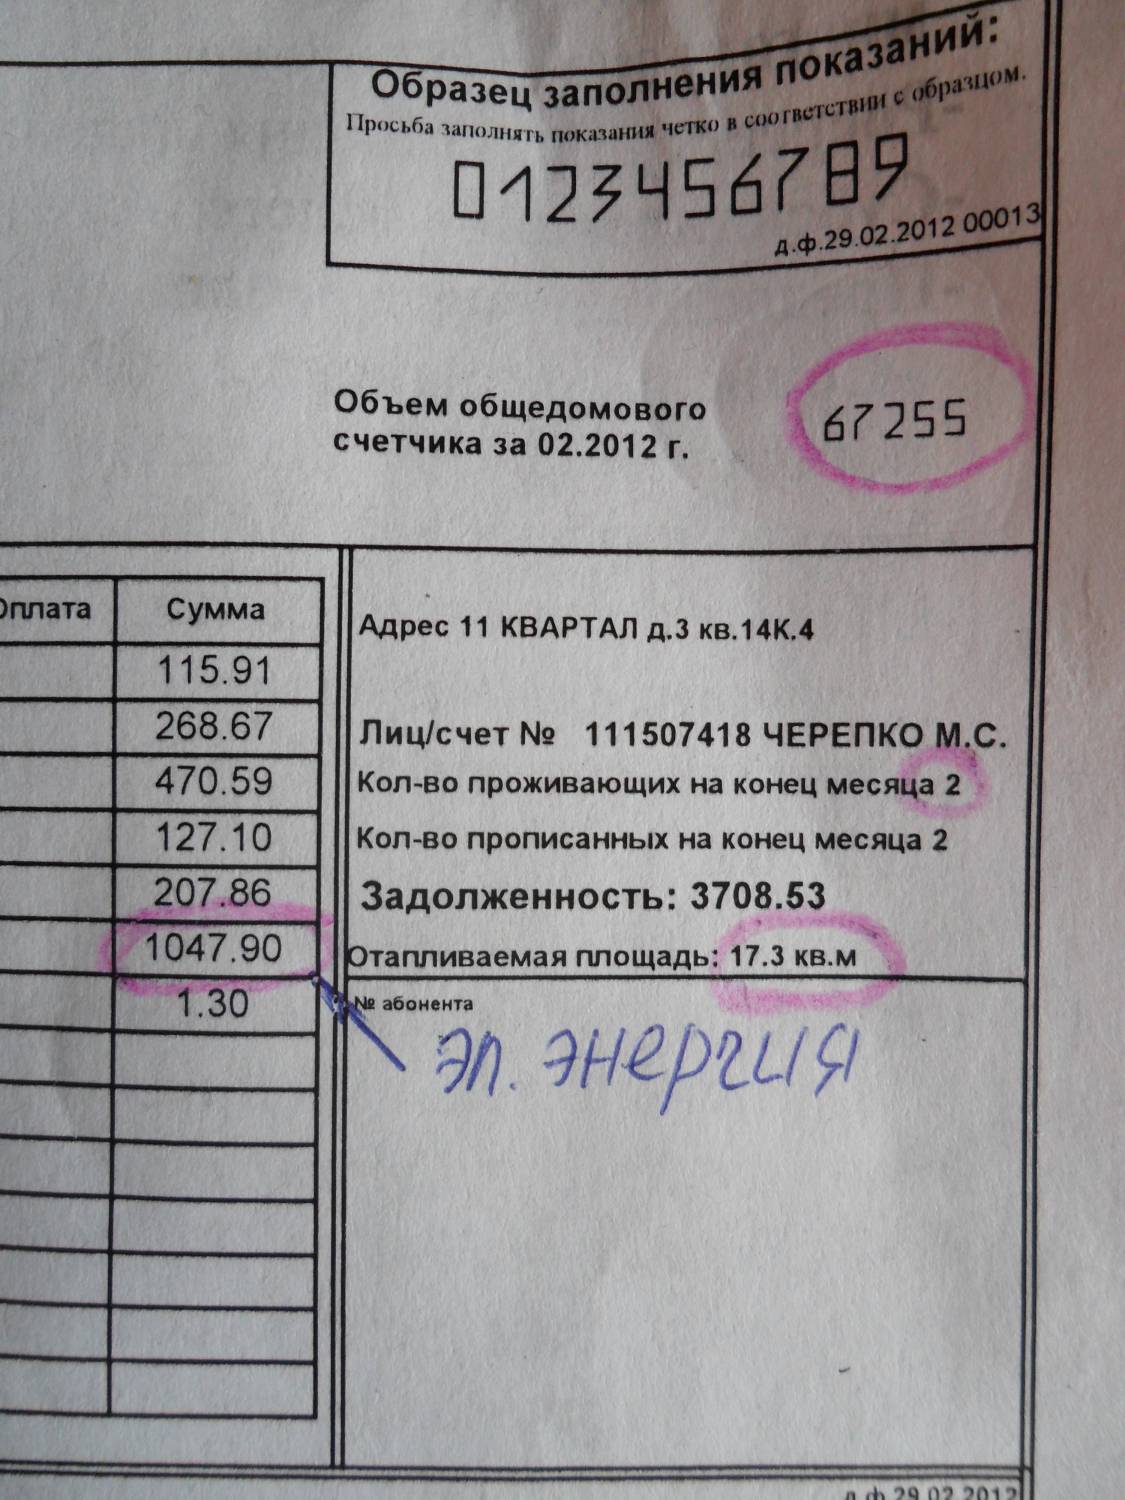 Образец заполнения показаний:
Просьба заполнять показания четко в соответствии с образцом.
0123456789
д.ф.29.02.2012 00013
Объем общедомового
счетчика за 02.2012 г.
67255
Оплата
Сумма
115.91
268.67
470.59
127.10
207.86
1047.90
1.30
Адрес 11 КВАРТАЛ д.3 кв.14К.4
Лиц/счет № 111507418 ЧЕРЕПКО М.С.
Кол-во проживающих на конец месяца 2
Кол-во прописанных на конец месяца 2
Задолженность: 3708.53
Отапливаемая площадь: 17.3 кв.м
№ абонента
эл. энергия
д.ф.29.02.2012